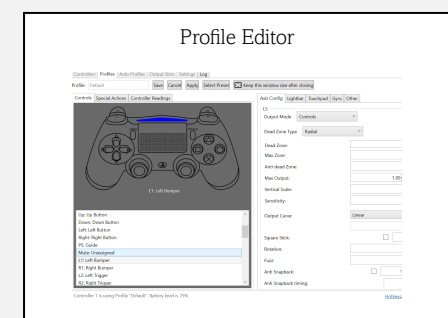 Profile Editor
Controllers Profiles Auto Profiles Output Slots Settings Log
Profile: Default Save Cancel Apply Select Preset Keep this window size after closing
Controls Special Actions Controller Readings
Axis Config Lightbar Touchpad Gyro Other
LS
Output Mode Controls
Dead Zone Type Radial
Dead Zone:
Max Zone:
Anti-dead Zone:
Max Output: 1.00
Vertical Scale:
Sensitivity:
Output Curve: Linear
Square Stick:
Rotation:
Fuzz
Anti Snapback:
Anti Snapback timing:
L1: Left Bumper
Up: Up Button
Down: Down Button
Left: Left Button
Right: Right Button
PS: Guide
Mute: Unassigned
L1: Left Bumper
R1: Right Bumper
L2: Left Trigger
R2: Right Trigger
Controller 1 is using Profile "Default". Battery level is 75%
Hotkeys